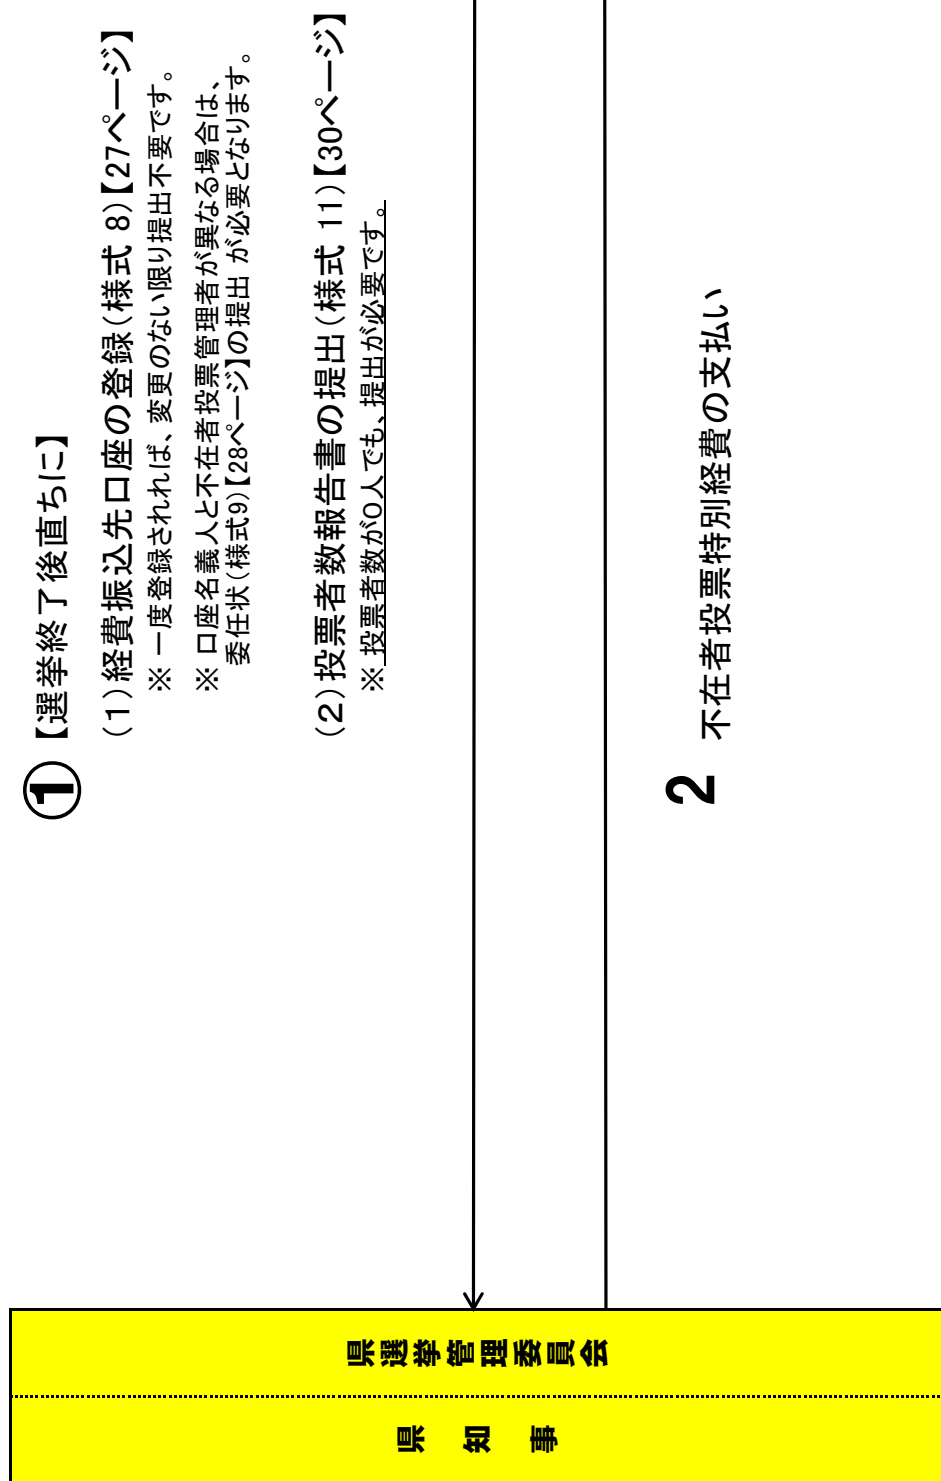 ① 【選挙終了後直ちに】
（１）経費振込先口座の登録（様式 8）【27ページ】
※ 一度登録されれば、変更のない限り提出不要です。
※ 口座名義人と不在者投票管理者が異なる場合は、
委任状（様式9）【28ページ】の提出 が必要となります。
（２）投票者数報告書の提出（様式 11）【30ページ】
※ 投票者数が0人でも、提出が必要です。
2 不在者投票特別経費の支払い
県選挙管理委員会
県 知 事